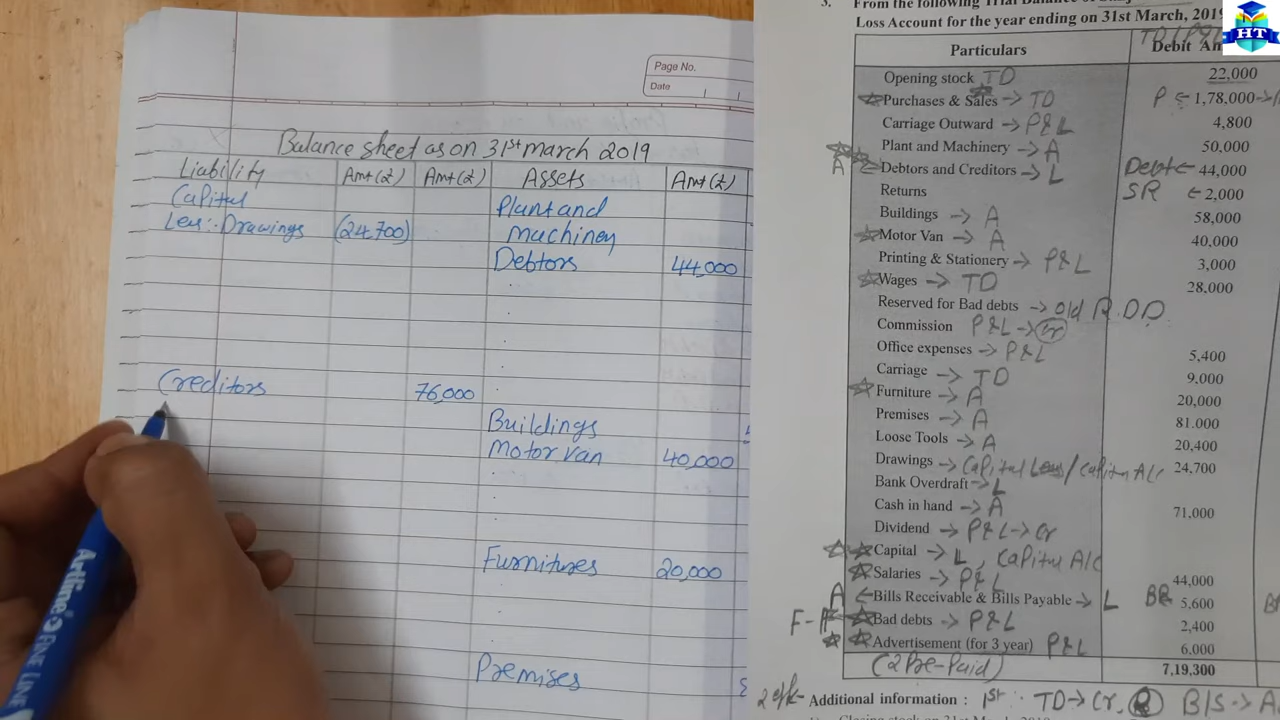 Page No.
Date
Balance sheet as on 31st march 2019
Liability Amt(₹) Amt(₹) Assets Amt(₹)
Capital Plant and
Less: Drawings (24,700) machinery
Debtors 44,000
Creditors 76,000
Buildings
Motor van 40,000
Furnitures 20,000
Premises
Artline
FINE LINE
HT
3. From the following Trial Balance of
Loss Account for the year ending on 31st March, 2019
Particulars Debit Am
Opening stock TD 22,000
Purchases & Sales → TD P ← 1,78,000 →
Carriage Outward → P&L 4,800
Plant and Machinery → A 50,000
A ← Debtors and Creditors → L Debt ← 44,000
Returns SR ← 2,000
Buildings → A 58,000
Motor Van → A 40,000
Printing & Stationery → P&L 3,000
Wages → TD 28,000
Reserved for Bad debts → old R.D.D.
Commission P&L → Cr
Office expenses → P&L 5,400
Carriage → TD 9.000
Furniture → A 20,000
Premises → A 81.000
Loose Tools → A 20,400
Drawings → Capital Less / Capital A/c 24,700
Bank Overdraft → L
Cash in hand → A 71,000
Dividend → P&L → Cr
Capital → L, Capital A/c
Salaries → P&L 44,000
A ← Bills Receivable & Bills Payable → L BR 5,600
Bad debts → P&L 2,400
Advertisement (for 3 year) P&L 6,000
(2 Pre-Paid) 7,19,300
Additional information : 1st : TD → Cr. B/S → A